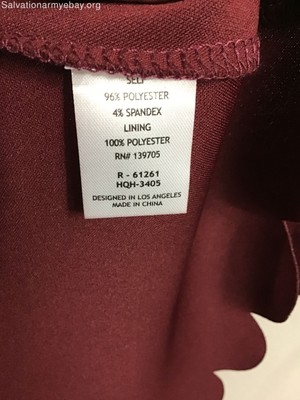 Salvationarmyebay.org
SELF
96% POLYESTER
4% SPANDEX
LINING
100% POLYESTER
RN# 139705
R - 61261
HQH-3405
DESIGNED IN LOS ANGELES
MADE IN CHINA